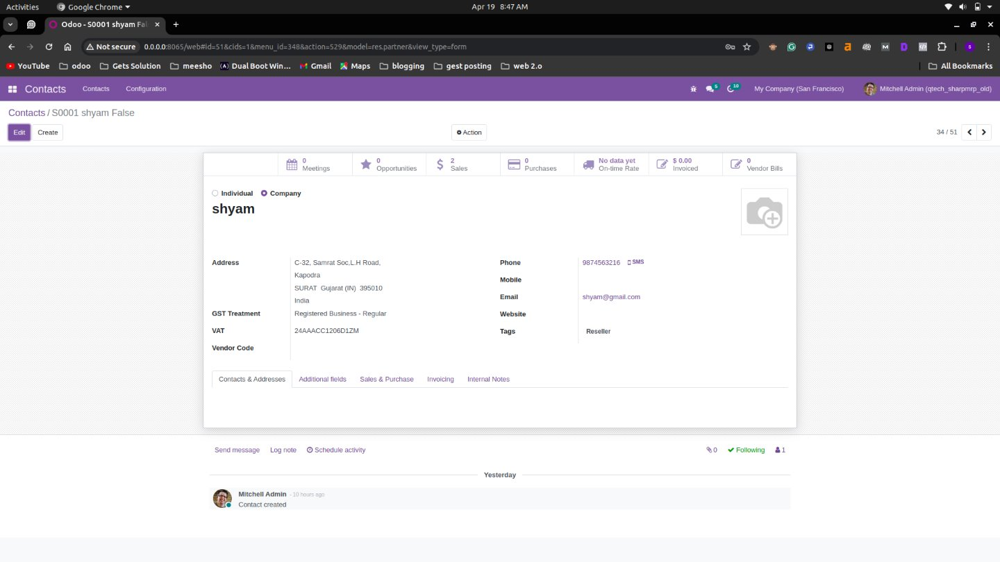 Activities Google Chrome Apr 19 8:47 AM
Odoo - S0001 shyam Fal
Not secure 0.0.0.0:8065/web#id=51&cids=1&menu_id=348&action=529&model=res.partner&view_type=form
YouTube odoo Gets Solution meesho Dual Boot Win... Gmail Maps blogging gest posting web 2.0 All Bookmarks
Contacts Contacts Configuration 5 10 My Company (San Francisco) Mitchell Admin (qtech_sharpmrp_old)
Contacts / S0001 shyam False
Edit Create Action 34 / 51
0 Meetings
0 Opportunities
2 Sales
0 Purchases
No data yet On-time Rate
$ 0.00 Invoiced
0 Vendor Bills
Individual Company
shyam
Address C-32, Samrat Soc,L.H Road,
Kapodra
SURAT Gujarat (IN) 395010
India
GST Treatment Registered Business - Regular
VAT 24AAACC1206D1ZM
Vendor Code
Phone 9874563216 SMS
Mobile
Email shyam@gmail.com
Website
Tags Reseller
Contacts & Addresses Additional fields Sales & Purchase Invoicing Internal Notes
Send message Log note Schedule activity 0 Following 1
Yesterday
Mitchell Admin - 10 hours ago
Contact created